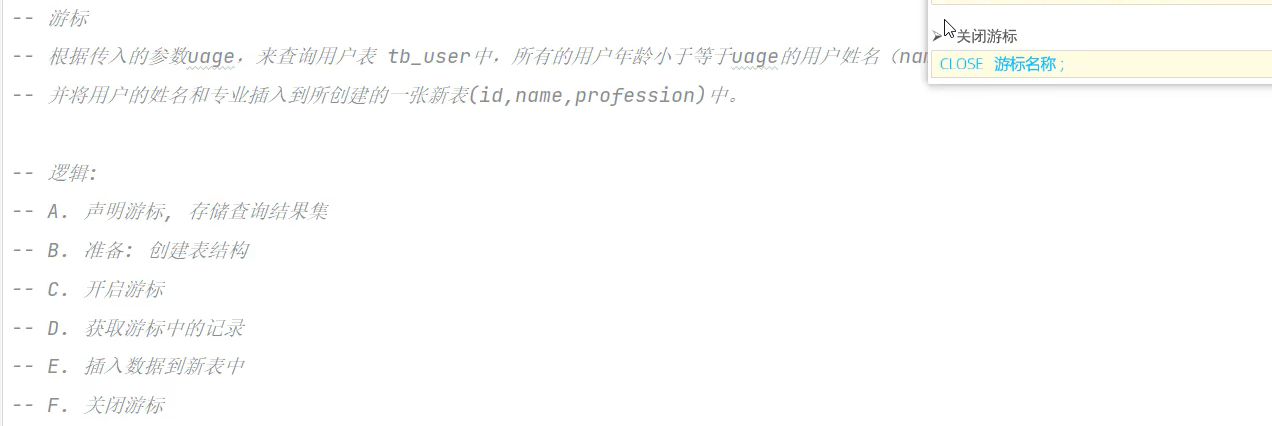 -- 游标
-- 根据传入的参数uage，来查询用户表 tb_user中，所有的用户年龄小于等于uage的用户姓名（nam
-- 并将用户的姓名和专业插入到所创建的一张新表(id,name,profession)中。
-- 逻辑:
-- A. 声明游标, 存储查询结果集
-- B. 准备: 创建表结构
-- C. 开启游标
-- D. 获取游标中的记录
-- E. 插入数据到新表中
-- F. 关闭游标
➢ 关闭游标
CLOSE 游标名称 ;